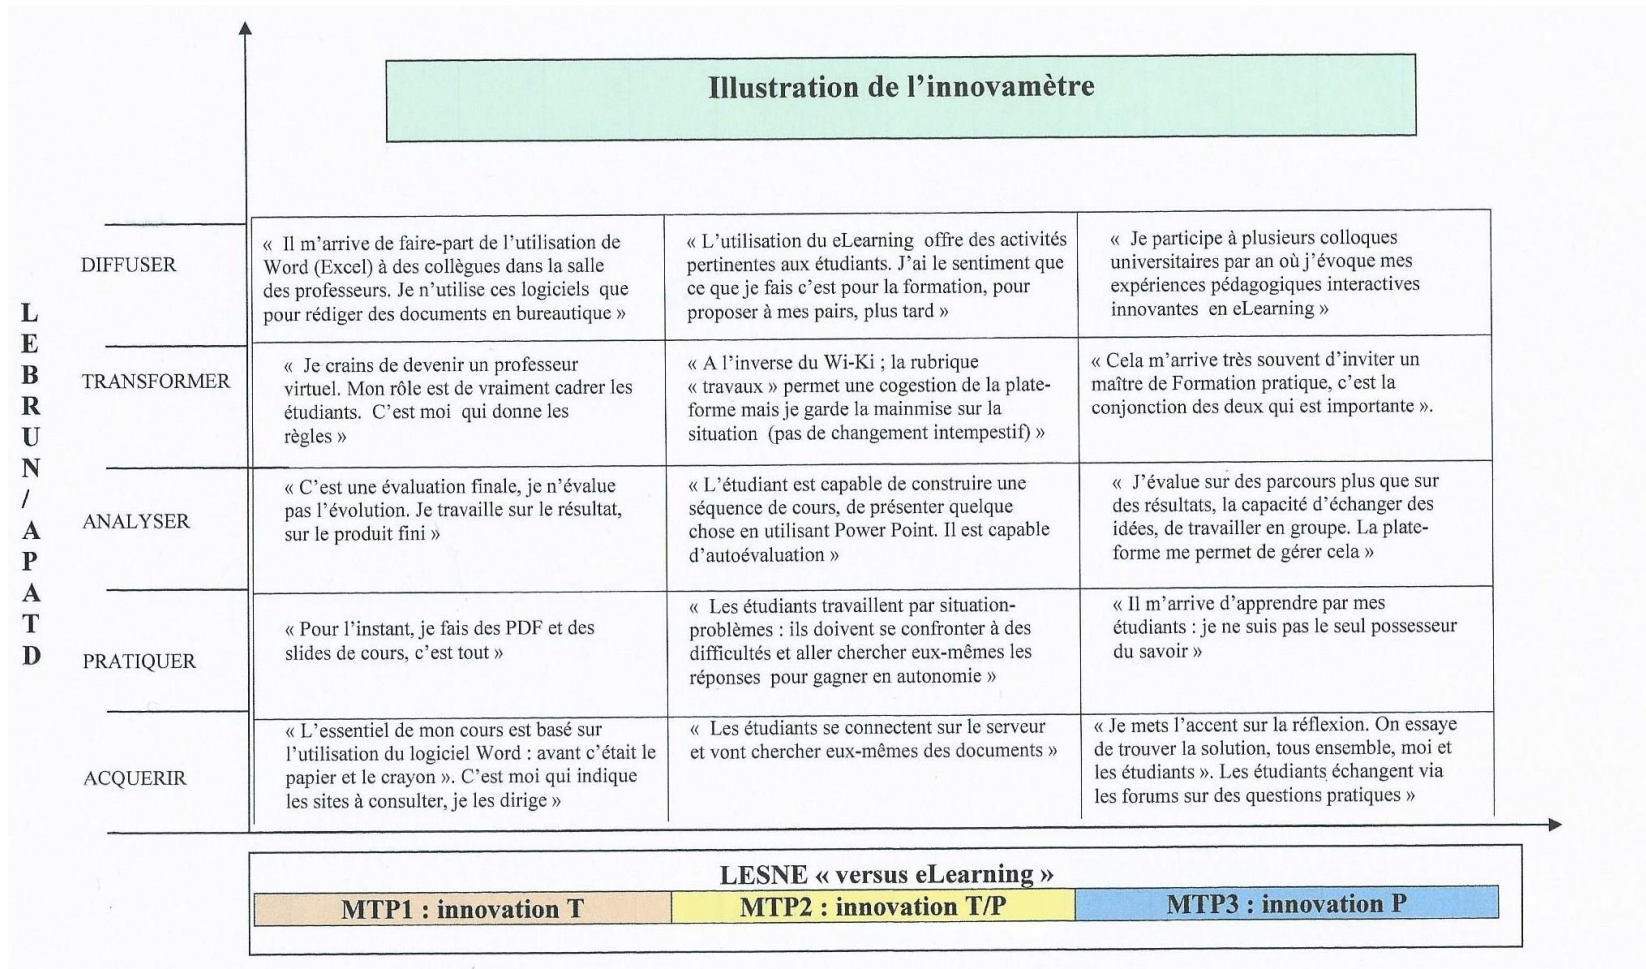 Illustration de l’innovamètre
LEBRUN/APATD
DIFFUSER
« Il m’arrive de faire-part de l’utilisation de
Word (Excel) à des collègues dans la salle
des professeurs. Je n’utilise ces logiciels que
pour rédiger des documents en bureautique »
« L’utilisation du eLearning offre des activités
pertinentes aux étudiants. J’ai le sentiment que
ce que je fais c’est pour la formation, pour
proposer à mes pairs, plus tard »
« Je participe à plusieurs colloques
universitaires par an où j’évoque mes
expériences pédagogiques interactives
innovantes en eLearning »
TRANSFORMER
« Je crains de devenir un professeur
virtuel. Mon rôle est de vraiment cadrer les
étudiants. C’est moi qui donne les
règles »
« A l’inverse du Wi-Ki ; la rubrique
« travaux » permet une cogestion de la plate-
forme mais je garde la mainmise sur la
situation (pas de changement intempestif) »
« Cela m’arrive très souvent d’inviter un
maître de Formation pratique, c’est la
conjonction des deux qui est importante ».
ANALYSER
« C’est une évaluation finale, je n’évalue
pas l’évolution. Je travaille sur le résultat,
sur le produit fini »
« L’étudiant est capable de construire une
séquence de cours, de présenter quelque
chose en utilisant Power Point. Il est capable
d’autoévaluation »
« J’évalue sur des parcours plus que sur
des résultats, la capacité d’échanger des
idées, de travailler en groupe. La plate-
forme me permet de gérer cela »
PRATIQUER
« Pour l’instant, je fais des PDF et des
slides de cours, c’est tout »
« Les étudiants travaillent par situation-
problèmes : ils doivent se confronter à des
difficultés et aller chercher eux-mêmes les
réponses pour gagner en autonomie »
« Il m’arrive d’apprendre par mes
étudiants : je ne suis pas le seul possesseur
du savoir »
ACQUERIR
« L’essentiel de mon cours est basé sur
l’utilisation du logiciel Word : avant c’était le
papier et le crayon ». C’est moi qui indique
les sites à consulter, je les dirige »
« Les étudiants se connectent sur le serveur
et vont chercher eux-mêmes des documents »
« Je mets l’accent sur la réflexion. On essaye
de trouver la solution, tous ensemble, moi et
les étudiants ». Les étudiants échangent via
les forums sur des questions pratiques »
LESNE « versus eLearning »
MTP1 : innovation T
MTP2 : innovation T/P
MTP3 : innovation P